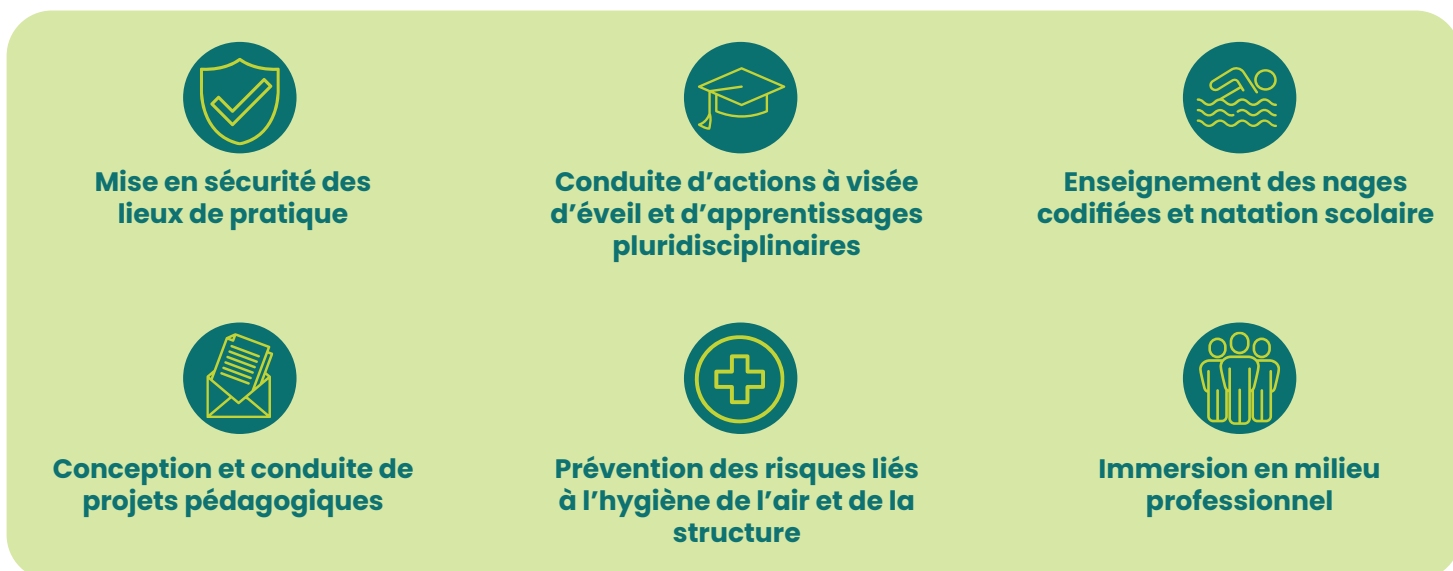 Mise en sécurité des
lieux de pratique
Conduite d’actions à visée
d’éveil et d’apprentissages
pluridisciplinaires
Enseignement des nages
codifiées et natation scolaire
Conception et conduite de
projets pédagogiques
Prévention des risques liés
à l’hygiène de l’air et de la
structure
Immersion en milieu
professionnel